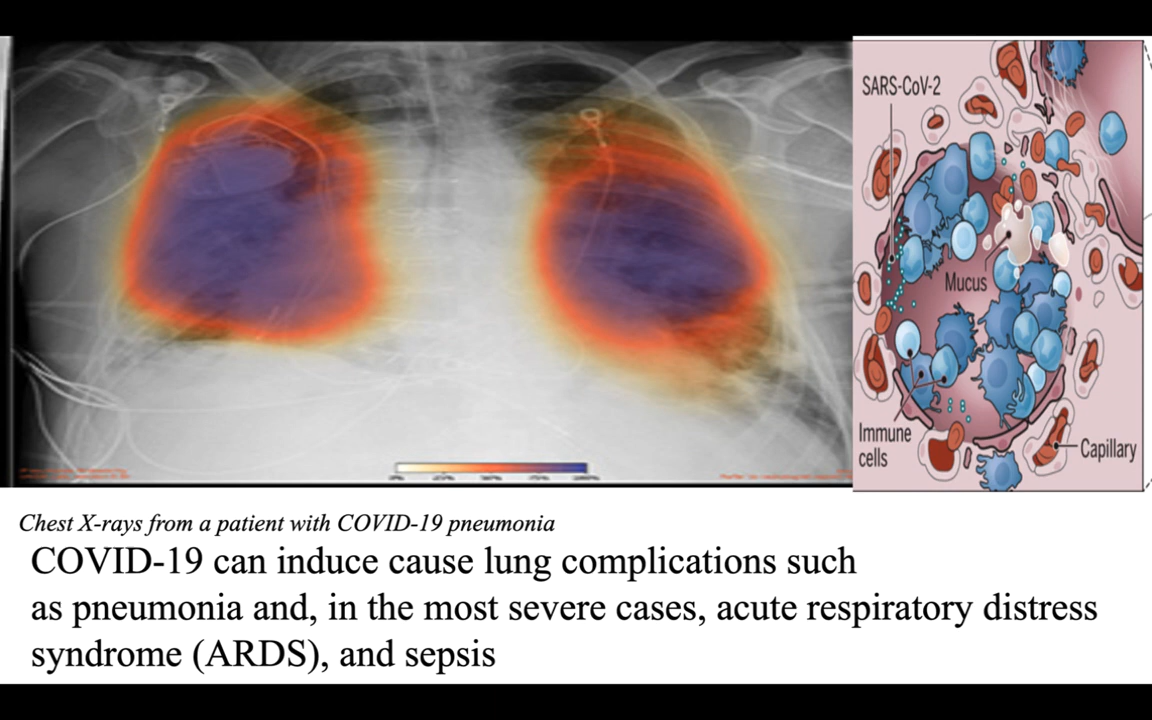 SARS-CoV-2
Mucus
Immune
cells
Capillary
Chest X-rays from a patient with COVID-19 pneumonia
COVID-19 can induce cause lung complications such
as pneumonia and, in the most severe cases, acute respiratory distress
syndrome (ARDS), and sepsis